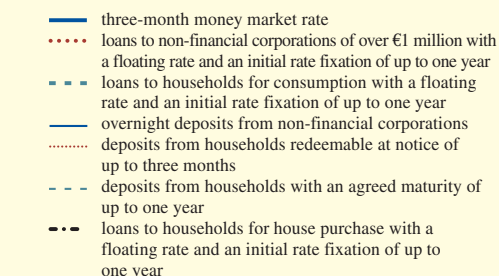 three-month money market rate
loans to non-financial corporations of over €1 million with
a floating rate and an initial rate fixation of up to one year
loans to households for consumption with a floating
rate and an initial rate fixation of up to one year
overnight deposits from non-financial corporations
deposits from households redeemable at notice of
up to three months
deposits from households with an agreed maturity of
up to one year
loans to households for house purchase with a
floating rate and an initial rate fixation of up to
one year